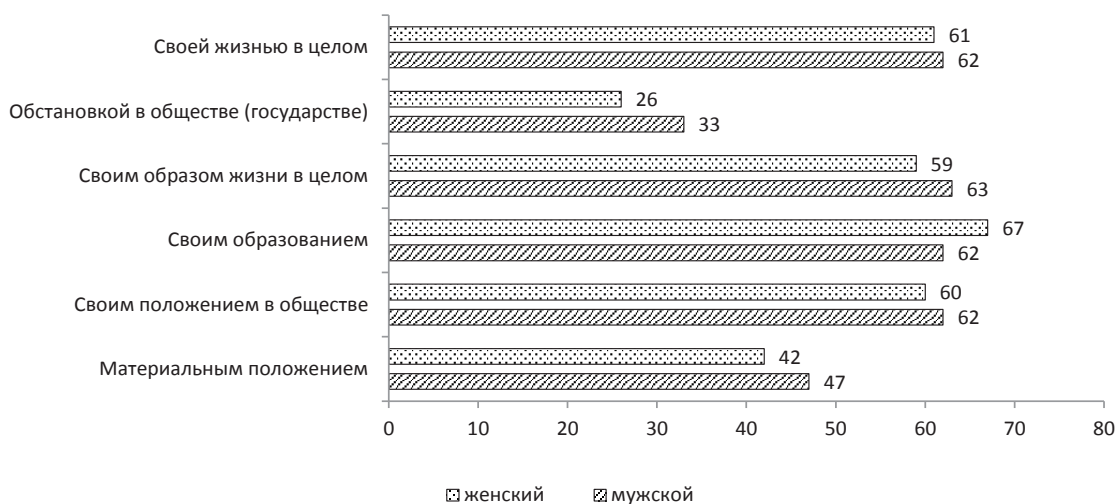 Своей жизнью в целом
61
62
Обстановкой в обществе (государстве)
26
33
Своим образом жизни в целом
59
63
Своим образованием
67
62
Своим положением в обществе
60
62
Материальным положением
42
47
0 10 20 30 40 50 60 70 80
женский мужской